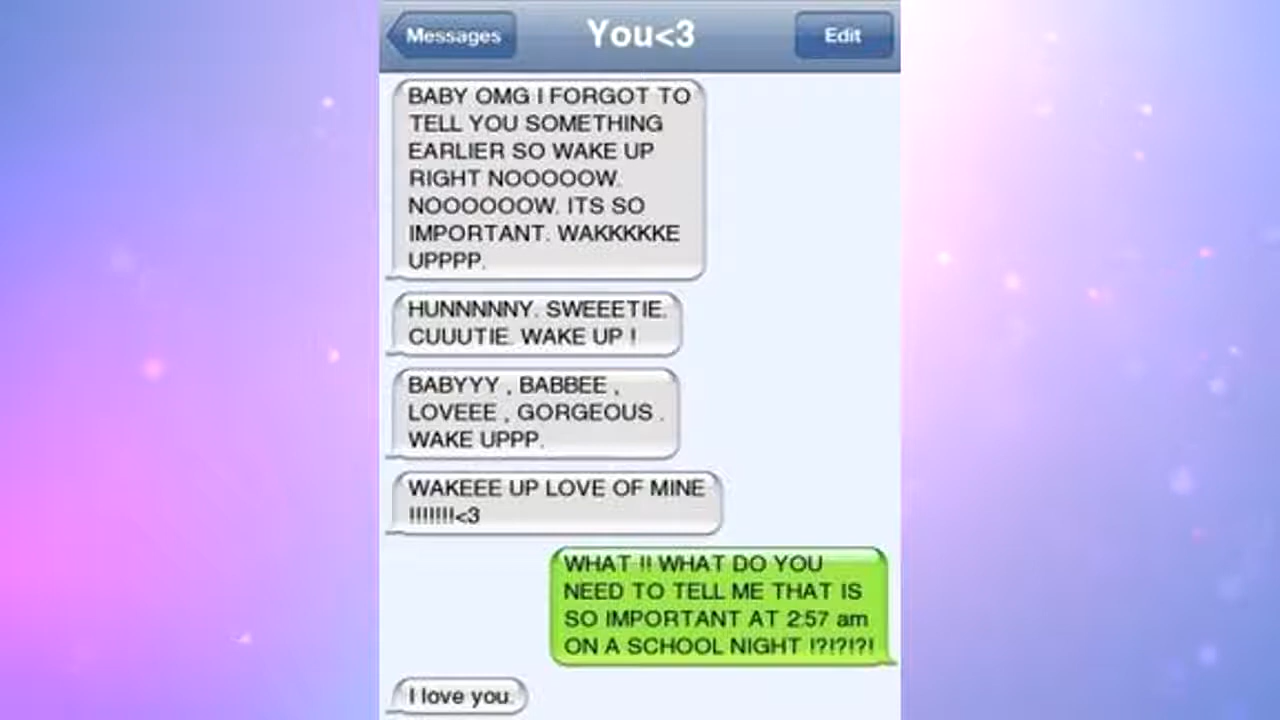 Messages
You<3
Edit
BABY OMG I FORGOT TO
TELL YOU SOMETHING
EARLIER SO WAKE UP
RIGHT NOOOOOW.
NOOOOOOW. ITS SO
IMPORTANT. WAKKKKKE
UPPPP.
HUNNNNNY. SWEEETIE.
CUUUTIE. WAKE UP !
BABYYY , BABBEE ,
LOVEEE , GORGEOUS .
WAKE UPPP.
WAKEEE UP LOVE OF MINE
!!!!!!!<3
WHAT !! WHAT DO YOU
NEED TO TELL ME THAT IS
SO IMPORTANT AT 2:57 am
ON A SCHOOL NIGHT !?!?!?!
I love you.